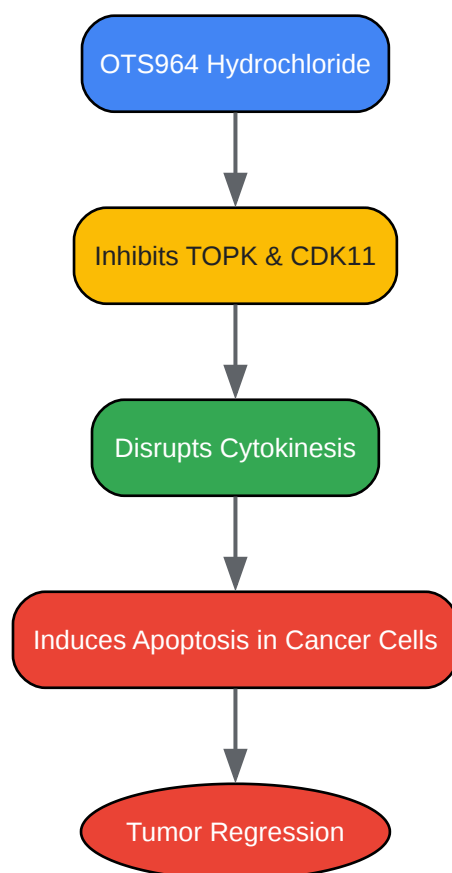 OTS964 Hydrochloride
Inhibits TOPK & CDK11
Disrupts Cytokinesis
Induces Apoptosis in Cancer Cells
Tumor Regression